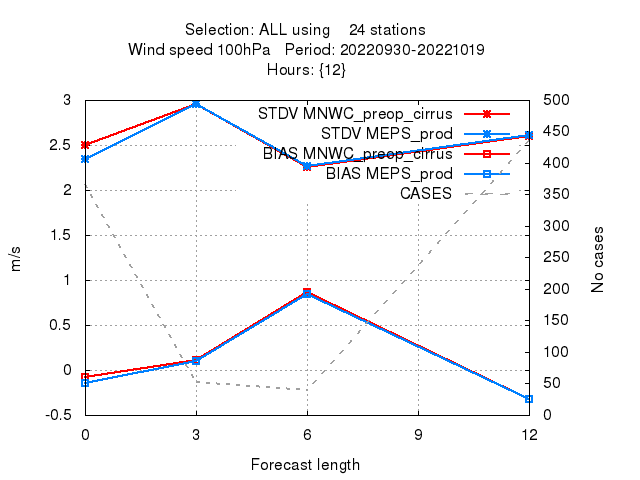 Selection: ALL using 24 stations
Wind speed 100hPa Period: 20220930-20221019
Hours: {12}
STDV MNWC_preop_cirrus
STDV MEPS_prod
BIAS MNWC_preop_cirrus
BIAS MEPS_prod
CASES
3
2.5
2
1.5
1
0.5
0
-0.5
m/s
500
450
400
350
300
250
200
150
100
50
0
No cases
0 3 6 9 12
Forecast length